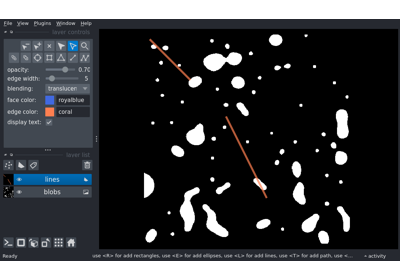 File View Plugins Window Help
layer controls
opacity: 0.70
edge width: 5
blending: translucen
face color: royalblue
edge color: coral
display text:
layer list
lines
blobs
Ready use <R> for add rectangles, use <E> for add ellipses, use <L> for add lines, use <T> for add path, use <... activity